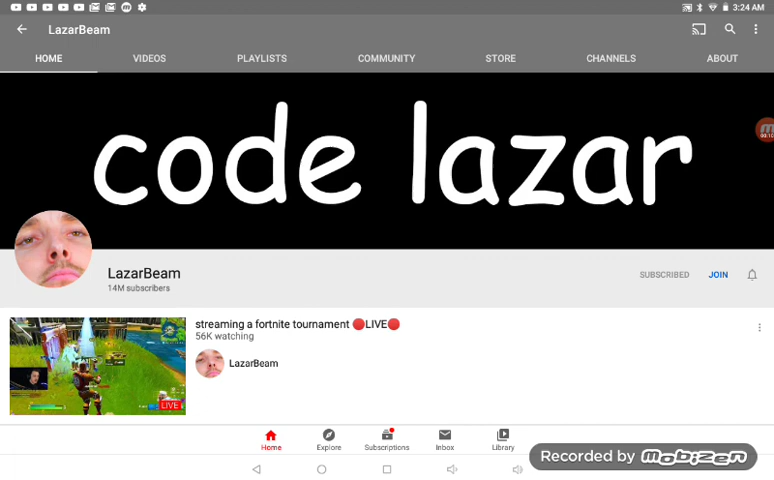 3:24 AM
LazarBeam
HOME VIDEOS PLAYLISTS COMMUNITY STORE CHANNELS ABOUT
code lazar
LazarBeam
14M subscribers
SUBSCRIBED JOIN
streaming a fortnite tournament 🔴LIVE🔴
56K watching
LazarBeam
LIVE
Home Explore Subscriptions Inbox Library
Recorded by mobizen